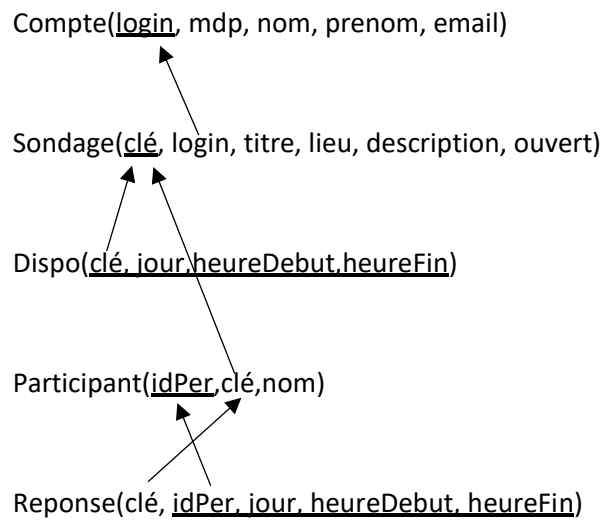 Compte(login, mdp, nom, prenom, email)
Sondage(clé, login, titre, lieu, description, ouvert)
Dispo(clé, jour,heureDebut,heureFin)
Participant(idPer,clé,nom)
Reponse(clé, idPer, jour, heureDebut, heureFin)